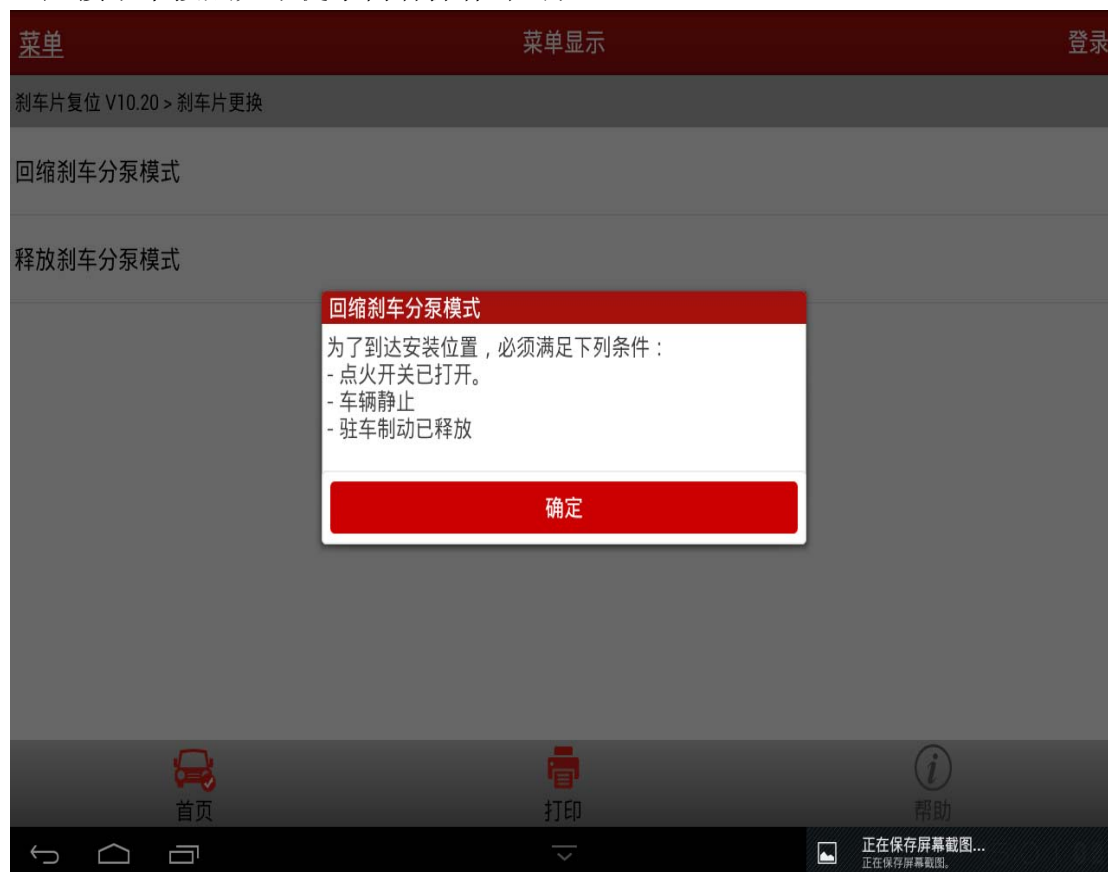 菜单
菜单显示
登录
刹车片复位 V10.20 > 刹车片更换
回缩刹车分泵模式
释放刹车分泵模式
回缩刹车分泵模式
为了到达安装位置，必须满足下列条件：
- 点火开关已打开。
- 车辆静止
- 驻车制动已释放
确定
首页
打印
帮助
正在保存屏幕截图...
正在保存屏幕截图。